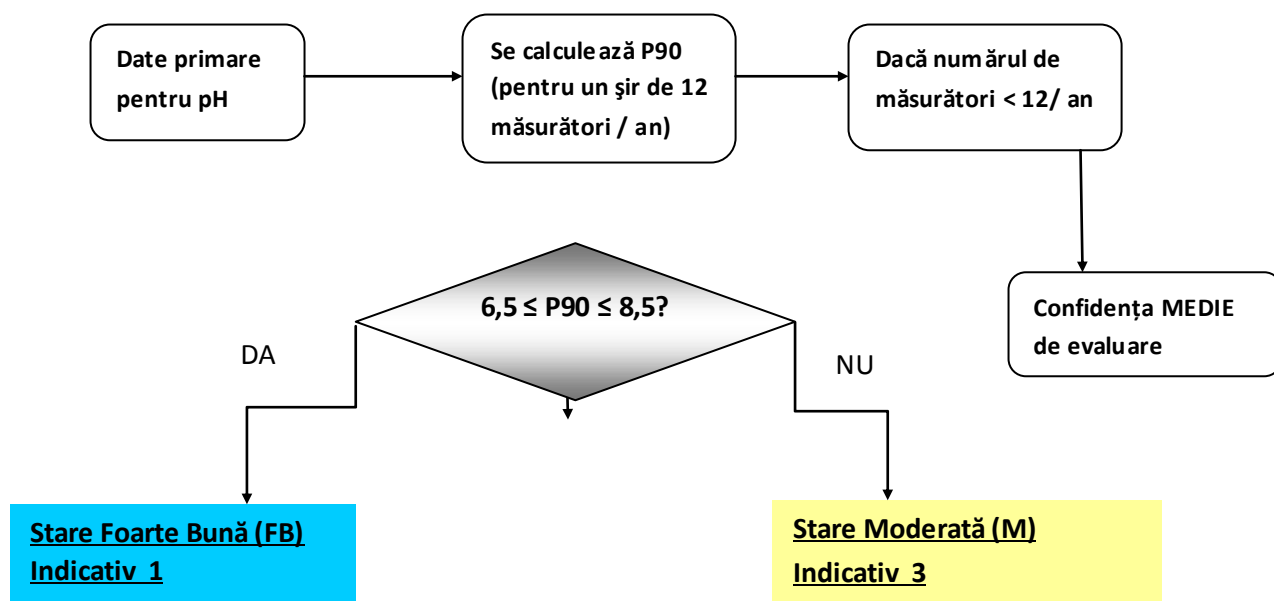 Date primare
pentru pH
Se calculează P90
(pentru un şir de 12
măsurători / an)
Dacă numărul de
măsurători < 12/ an
Confidența MEDIE
de evaluare
6,5 ≤ P90 ≤ 8,5?
DA
NU
Stare Foarte Bună (FB)
Indicativ 1
Stare Moderată (M)
Indicativ 3